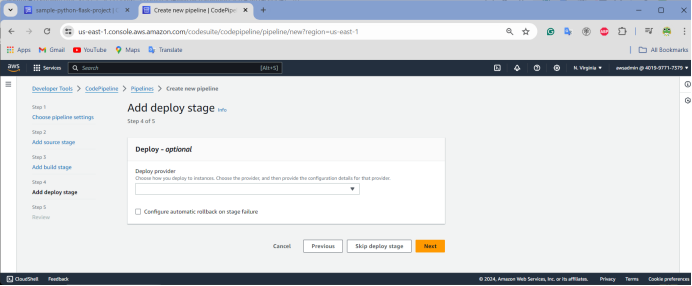 sample-python-flask-project |
Create new pipeline | CodePipe
us-east-1.console.aws.amazon.com/codesuite/codepipeline/pipeline/new?region=us-east-1
Apps Gmail YouTube Maps Translate All Bookmarks
aws Services Search [Alt+S] N. Virginia awsadmin @ 4019-9771-7379
Developer Tools > CodePipeline > Pipelines > Create new pipeline
Step 1
Choose pipeline settings
Step 2
Add source stage
Step 3
Add build stage
Step 4
Add deploy stage
Step 5
Review
Add deploy stage Info
Step 4 of 5
Deploy - optional
Deploy provider
Choose how you deploy to instances. Choose the provider, and then provide the configuration details for that provider.
Configure automatic rollback on stage failure
Cancel Previous Skip deploy stage Next
CloudShell Feedback © 2024, Amazon Web Services, Inc. or its affiliates. Privacy Terms Cookie preferences